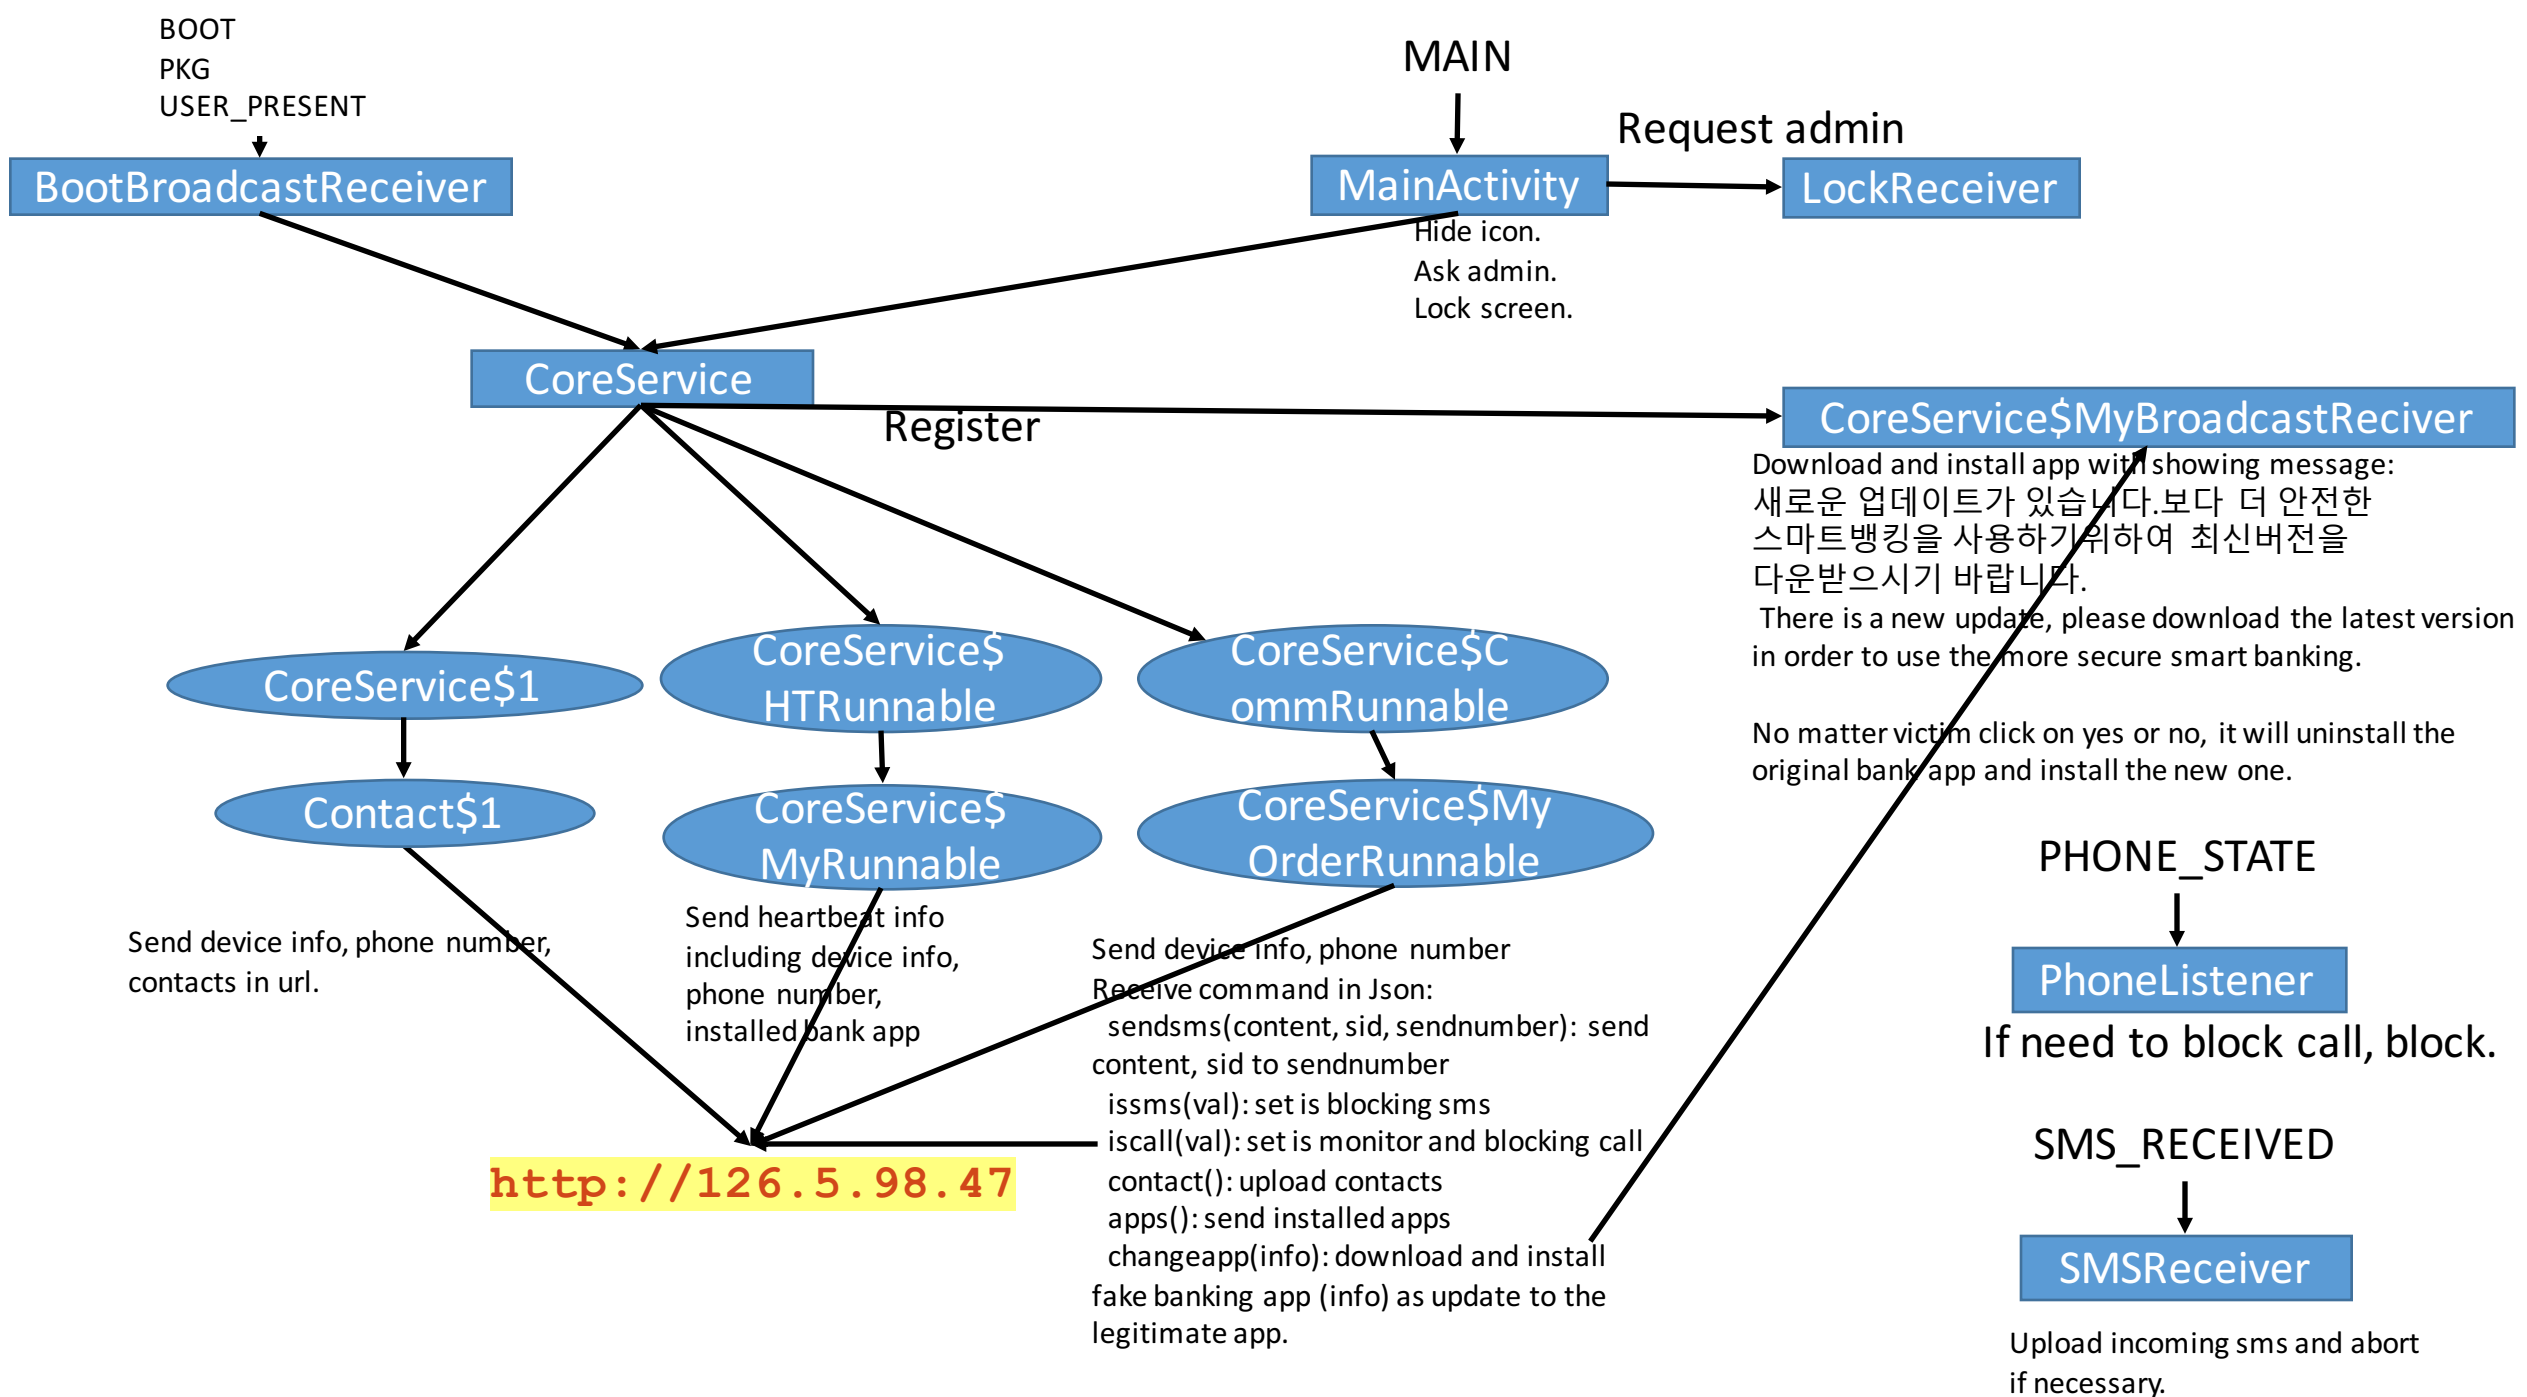 BOOT
PKG
USER_PRESENT
BootBroadcastReceiver
MAIN
MainActivity
Request admin
LockReceiver
Hide icon.
Ask admin.
Lock screen.
CoreService
Register
CoreService$MyBroadcastReciver
Download and install app with showing message:
새로운 업데이트가 있습니다.보다 더 안전한
스마트뱅킹을 사용하기위하여 최신버전을
다운받으시기 바랍니다.
There is a new update, please download the latest version
in order to use the more secure smart banking.
No matter victim click on yes or no, it will uninstall the
original bank app and install the new one.
CoreService$1
CoreService$
HTRunnable
CoreService$C
ommRunnable
Contact$1
CoreService$
MyRunnable
CoreService$My
OrderRunnable
Send device info, phone number,
contacts in url.
Send heartbeat info
including device info,
phone number,
installed bank app
Send device info, phone number
Receive command in Json:
sendsms(content, sid, sendnumber): send
content, sid to sendnumber
issms(val): set is blocking sms
iscall(val): set is monitor and blocking call
contact(): upload contacts
apps(): send installed apps
changeapp(info): download and install
fake banking app (info) as update to the
legitimate app.
http://126.5.98.47
PHONE_STATE
PhoneListener
If need to block call, block.
SMS_RECEIVED
SMSReceiver
Upload incoming sms and abort
if necessary.